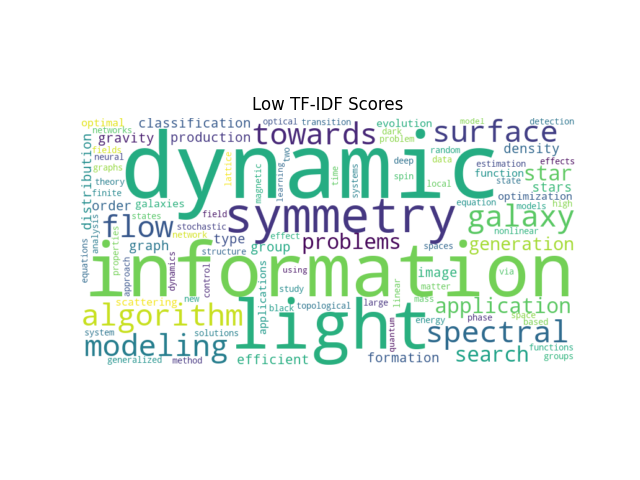 Low TF-IDF Scores
optimal
classification
optical
transition
evolution
model
detection
networks
gravity
production
towards
dark
problem
surface
density
distribution
fields
neural
graphs
dynamic
lattice
two
deep
random
data
estimation
effects
function
star
theory
finite
magnetic
learning
time
systems
spin
local
state
stars
order
galaxies
optimization
states
field
symmetry
equation
models
high
flow
stochastic
galaxy
nonlinear
equations
analysis
properties
graph
network
type
structure
group
effect
problems
spaces
generation
approach
dynamics
control
information
applications
using
study
image
matter
via
linear
mass
scattering
new
black
topological
large
application
space
based
algorithm
light
quantum
energy
phase
system
solutions
spectral
modeling
functions
groups
generalized
method
efficient
formation
search